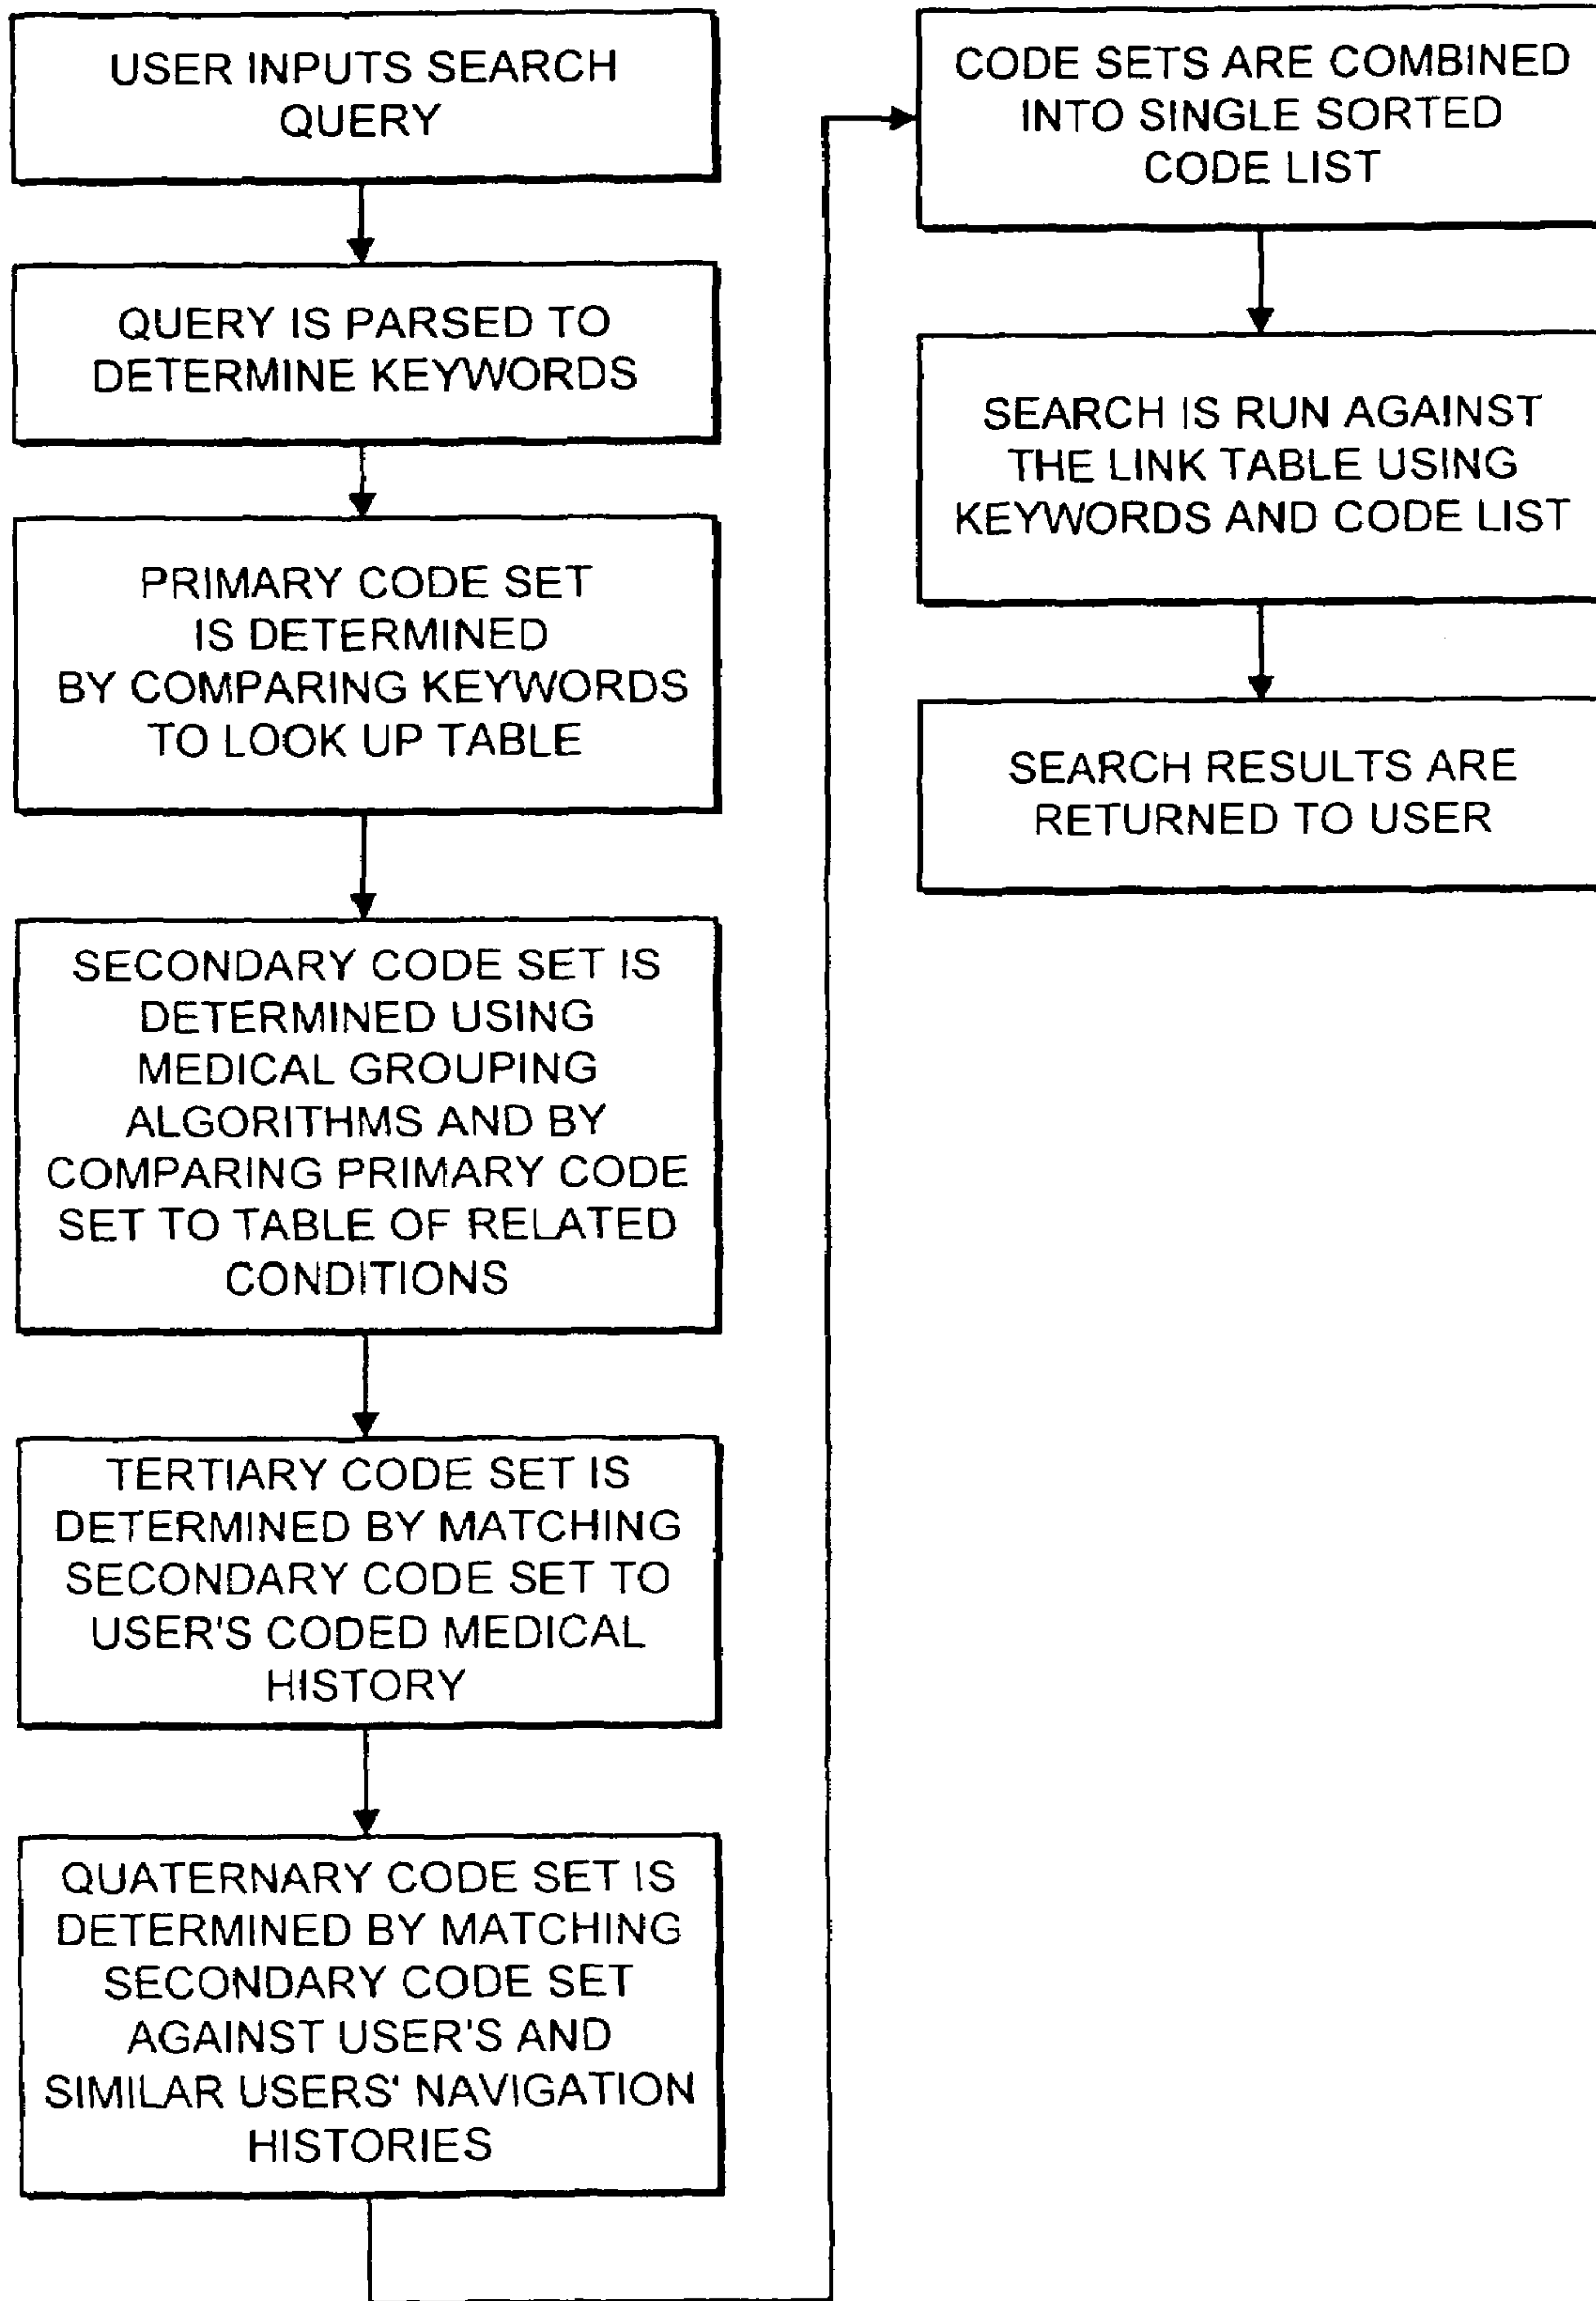 USER INPUTS SEARCH
QUERY
QUERY IS PARSED TO
DETERMINE KEYWORDS
PRIMARY CODE SET
IS DETERMINED
BY COMPARING KEYWORDS
TO LOOK UP TABLE
SECONDARY CODE SET IS
DETERMINED USING
MEDICAL GROUPING
ALGORITHMS AND BY
COMPARING PRIMARY CODE
SET TO TABLE OF RELATED
CONDITIONS
TERTIARY CODE SET IS
DETERMINED BY MATCHING
SECONDARY CODE SET TO
USER'S CODED MEDICAL
HISTORY
QUATERNARY CODE SET IS
DETERMINED BY MATCHING
SECONDARY CODE SET
AGAINST USER'S AND
SIMILAR USERS' NAVIGATION
HISTORIES
CODE SETS ARE COMBINED
INTO SINGLE SORTED
CODE LIST
SEARCH IS RUN AGAINST
THE LINK TABLE USING
KEYWORDS AND CODE LIST
SEARCH RESULTS ARE
RETURNED TO USER